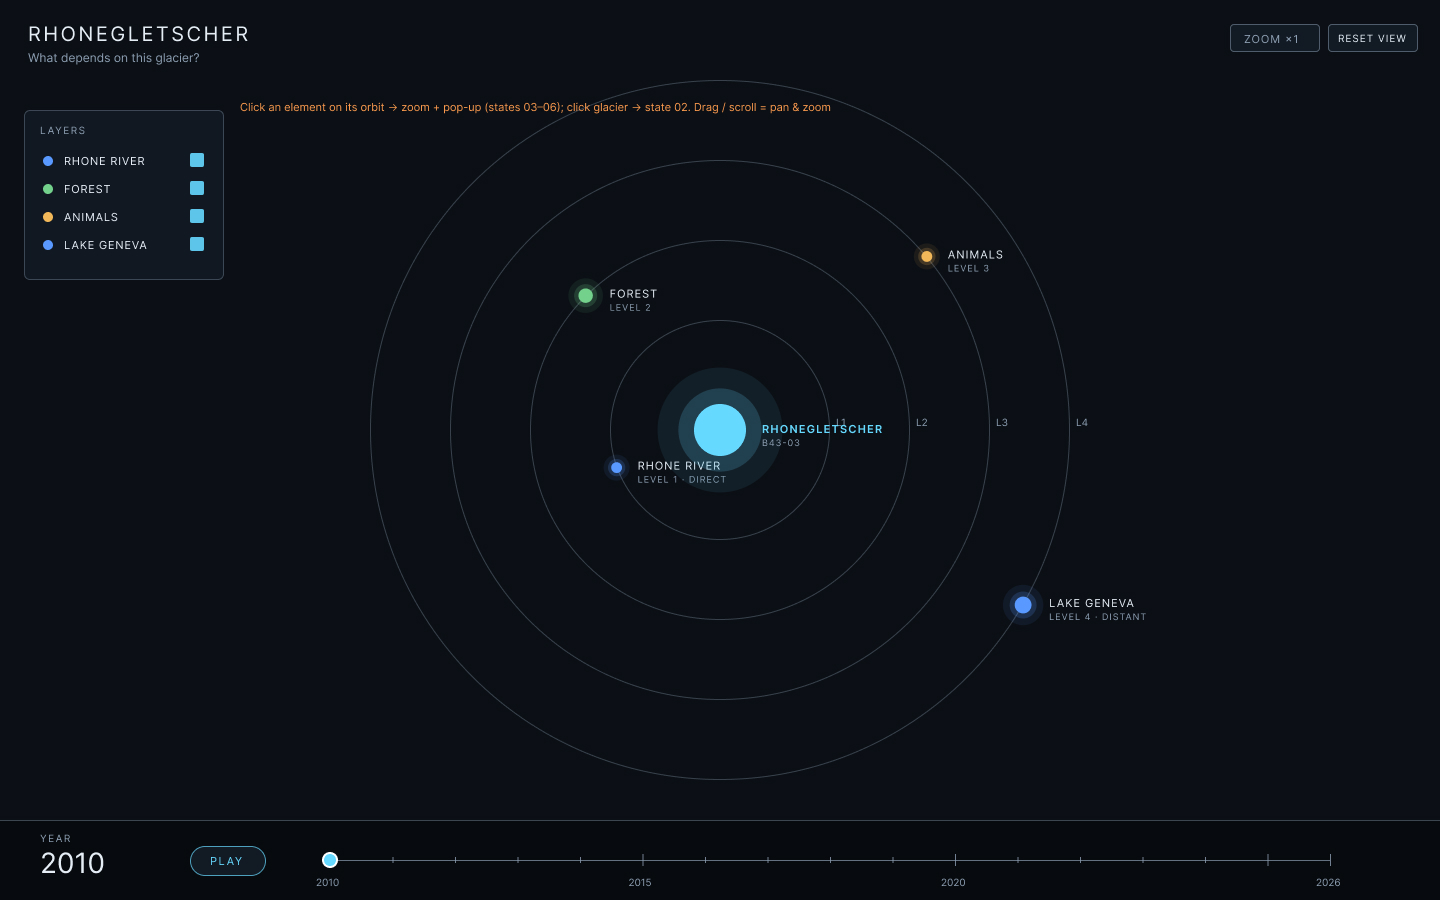 RHONEGLETSCHER
What depends on this glacier?
ZOOM ×1
RESET VIEW
Click an element on its orbit → zoom + pop-up (states 03–06); click glacier → state 02. Drag / scroll = pan & zoom
LAYERS
RHONE RIVER
FOREST
ANIMALS
LAKE GENEVA
ANIMALS
LEVEL 3
FOREST
LEVEL 2
L1
L2
L3
L4
RHONEGLETSCHER
B43-03
RHONE RIVER
LEVEL 1 · DIRECT
LAKE GENEVA
LEVEL 4 · DISTANT
YEAR
2010
PLAY
2010
2015
2020
2026